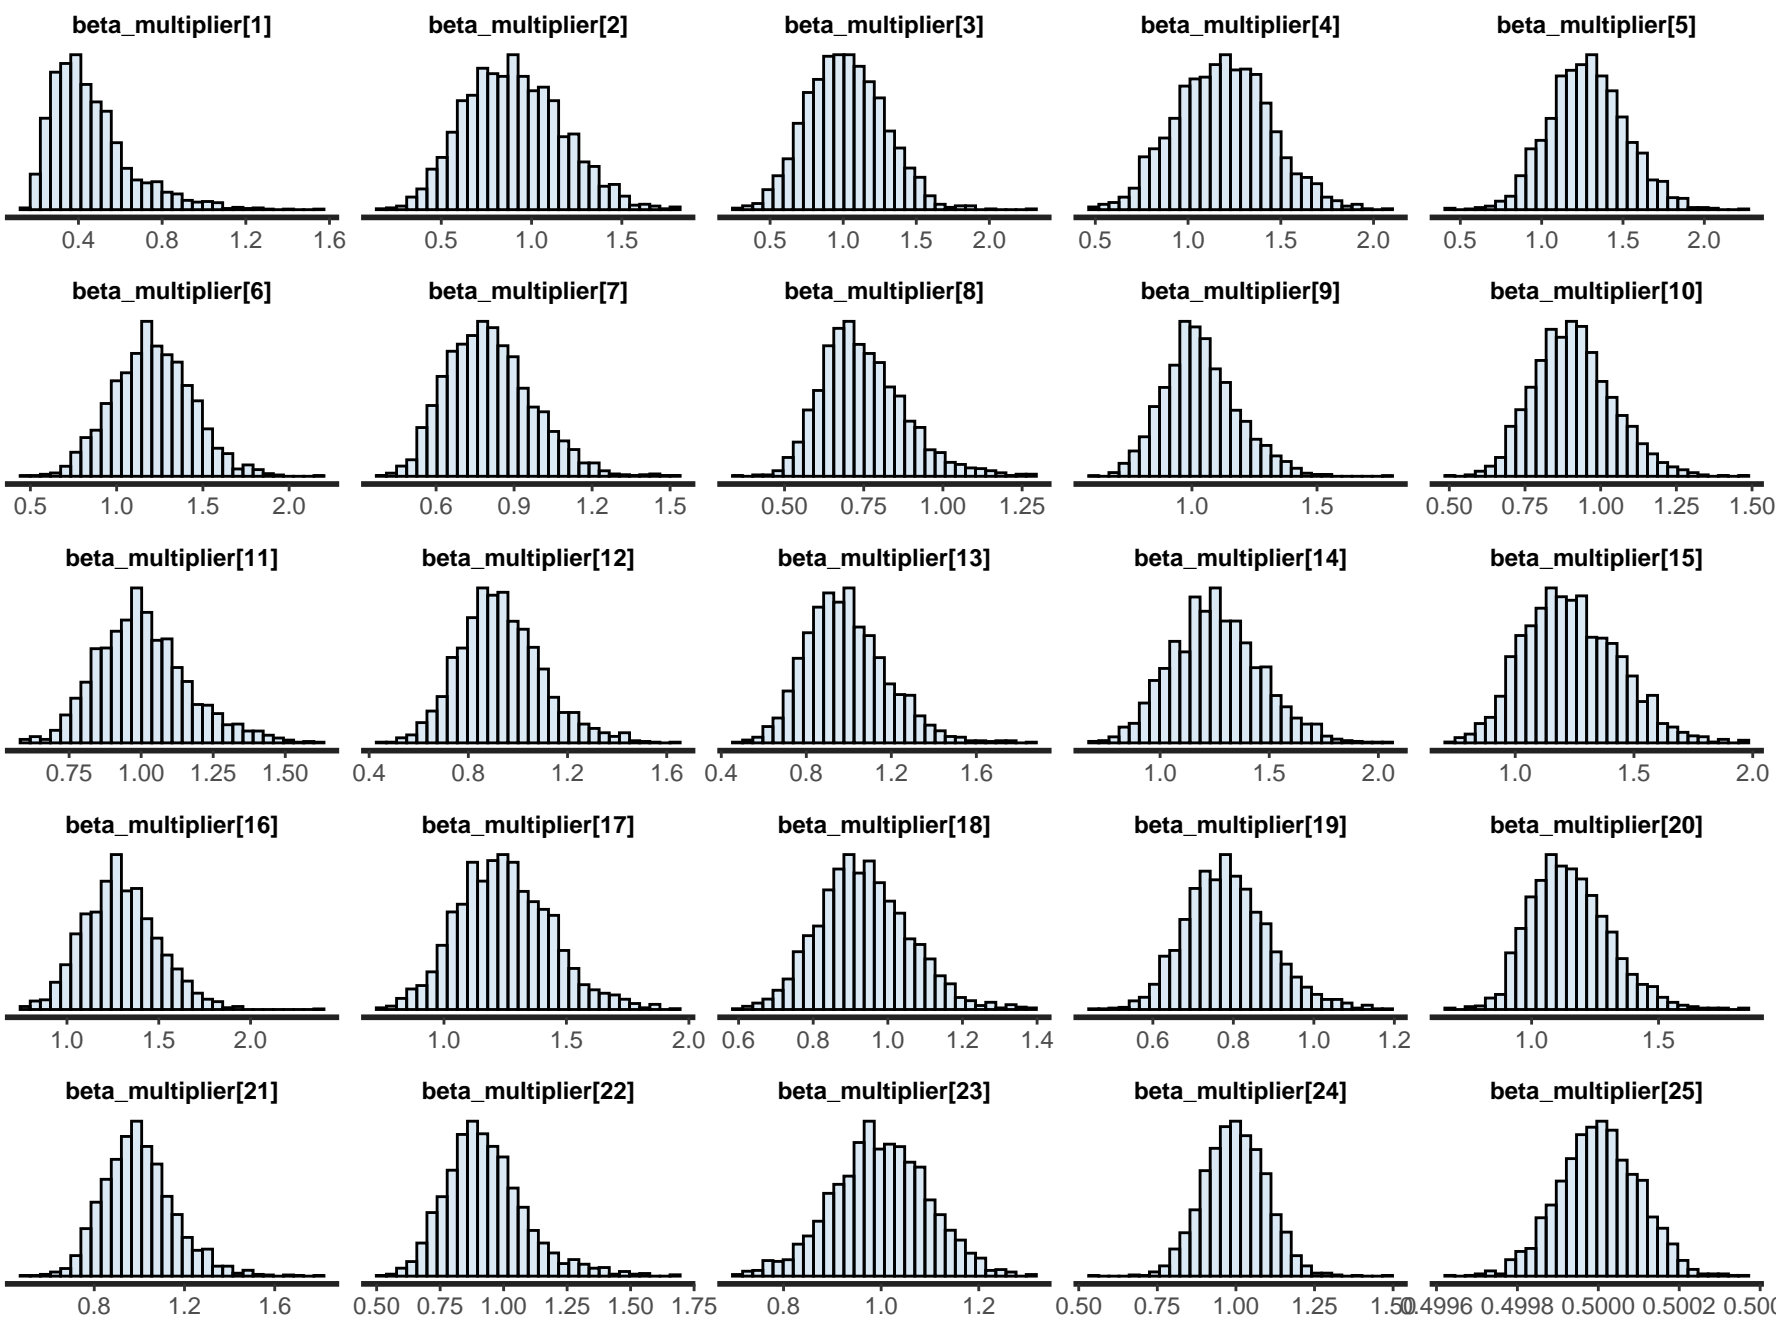 beta_multiplier[1] beta_multiplier[2] beta_multiplier[3] beta_multiplier[4] beta_multiplier[5]
0.4 0.8 1.2 1.6 0.5 1.0 1.5 0.5 1.0 1.5 2.0 0.5 1.0 1.5 2.0 0.5 1.0 1.5 2.0
beta_multiplier[6] beta_multiplier[7] beta_multiplier[8] beta_multiplier[9] beta_multiplier[10]
0.5 1.0 1.5 2.0 0.6 0.9 1.2 1.5 0.50 0.75 1.00 1.25 1.0 1.5 0.50 0.75 1.00 1.25 1.50
beta_multiplier[11] beta_multiplier[12] beta_multiplier[13] beta_multiplier[14] beta_multiplier[15]
0.75 1.00 1.25 1.50 0.4 0.8 1.2 1.6 0.4 0.8 1.2 1.6 1.0 1.5 2.0 1.0 1.5 2.0
beta_multiplier[16] beta_multiplier[17] beta_multiplier[18] beta_multiplier[19] beta_multiplier[20]
1.0 1.5 2.0 1.0 1.5 2.0 0.6 0.8 1.0 1.2 1.4 0.6 0.8 1.0 1.2 1.0 1.5
beta_multiplier[21] beta_multiplier[22] beta_multiplier[23] beta_multiplier[24] beta_multiplier[25]
0.8 1.2 1.6 0.50 0.75 1.00 1.25 1.50 1.75 0.8 1.0 1.2 0.50 0.75 1.00 1.25 1.50 0.4996 0.4998 0.5000 0.5002